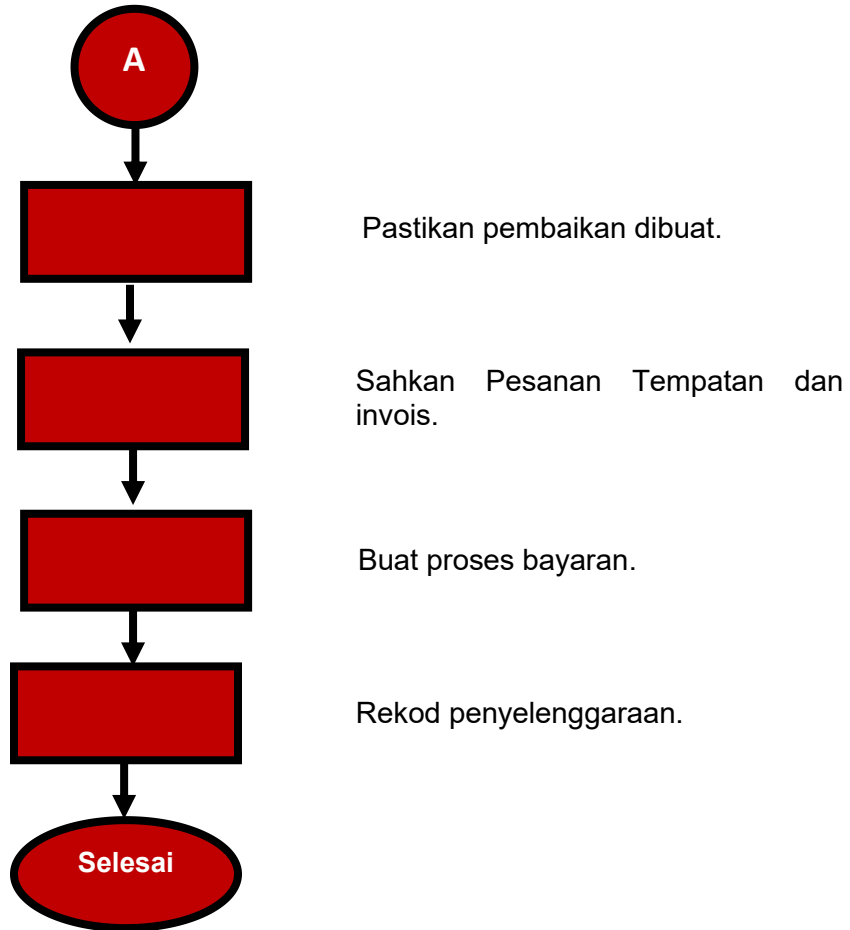 A
Pastikan pembaikan dibuat.
Sahkan Pesanan Tempatan dan
invois.
Buat proses bayaran.
Rekod penyelenggaraan.
Selesai